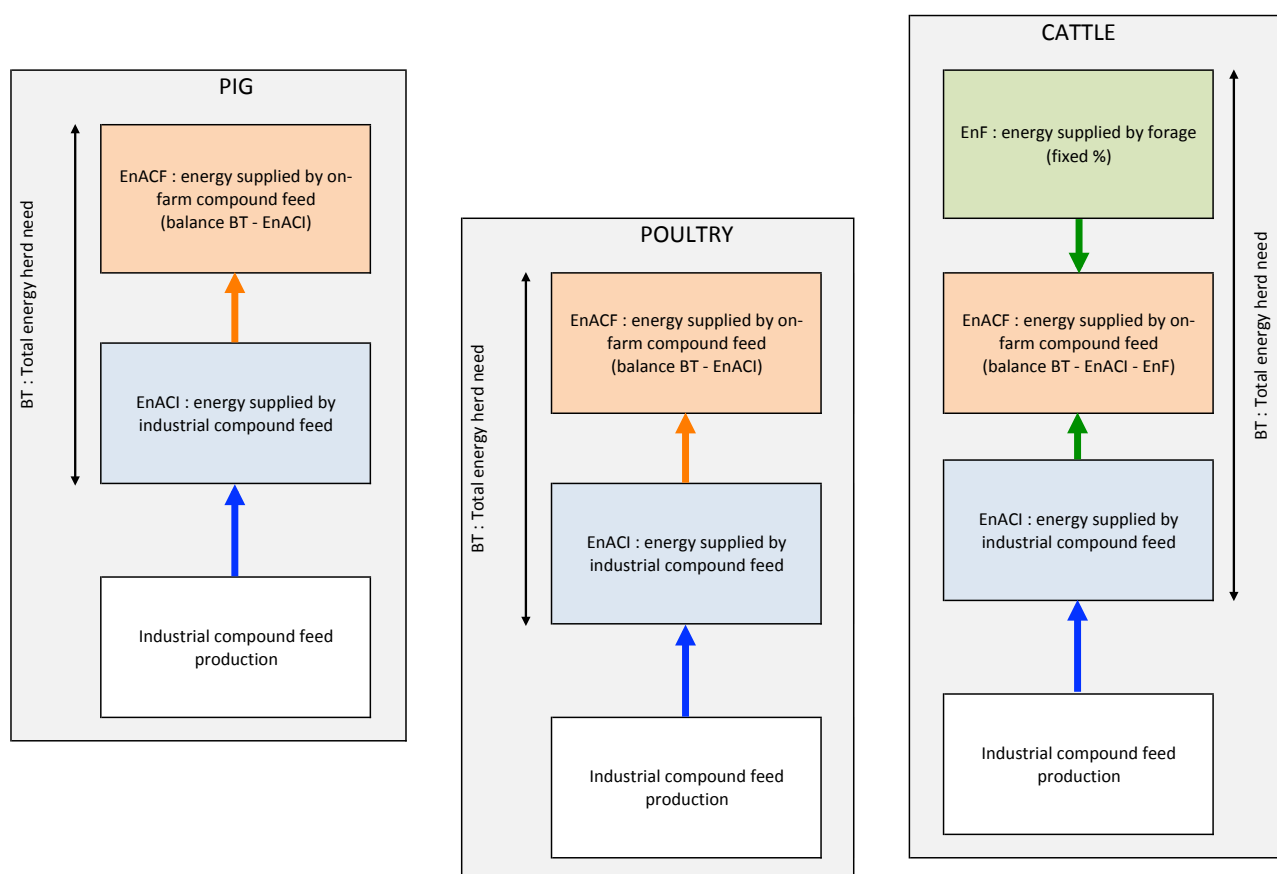 PIG
BT : Total energy herd need
EnACF : energy supplied by on-
farm compound feed
(balance BT - EnACI)
EnACI : energy supplied by
industrial compound feed
Industrial compound feed
production
POULTRY
BT : Total energy herd need
EnACF : energy supplied by on-
farm compound feed
(balance BT - EnACI)
EnACI : energy supplied by
industrial compound feed
Industrial compound feed
production
CATTLE
EnF : energy supplied by forage
(fixed %)
EnACF : energy supplied by on-
farm compound feed
(balance BT - EnACI - EnF)
EnACI : energy supplied by
industrial compound feed
Industrial compound feed
production
BT : Total energy herd need